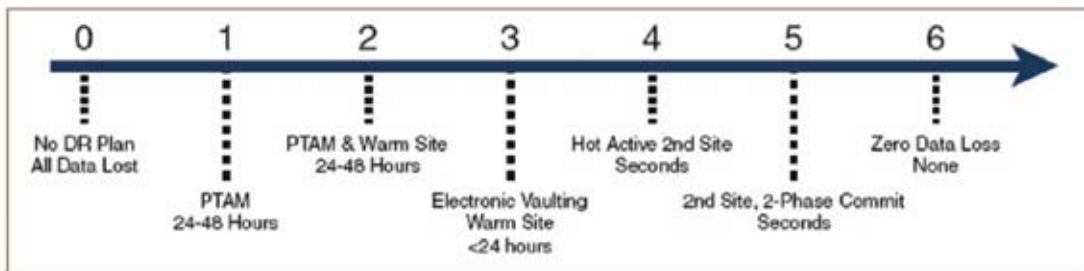 0 1 2 3 4 5 6
No DR Plan
All Data Lost
PTAM
24-48 Hours
PTAM & Warm Site
24-48 Hours
Electronic Vaulting
Warm Site
<24 hours
Hot Active 2nd Site
Seconds
2nd Site, 2-Phase Commit
Seconds
Zero Data Loss
None